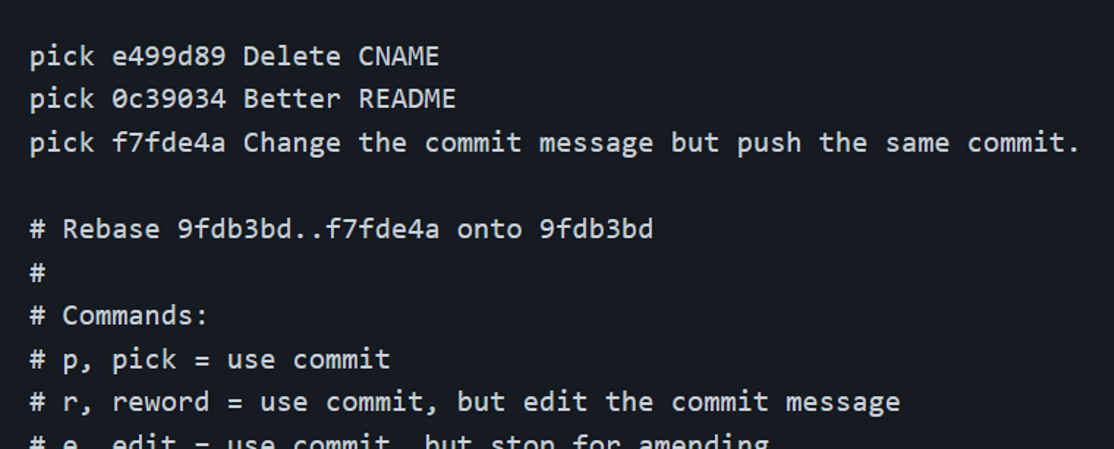 pick e499d89 Delete CNAME
pick 0c39034 Better README
pick f7fde4a Change the commit message but push the same commit.
# Rebase 9fdb3bd..f7fde4a onto 9fdb3bd
#
# Commands:
# p, pick = use commit
# r, reword = use commit, but edit the commit message
# e, edit = use commit, but stop for amending